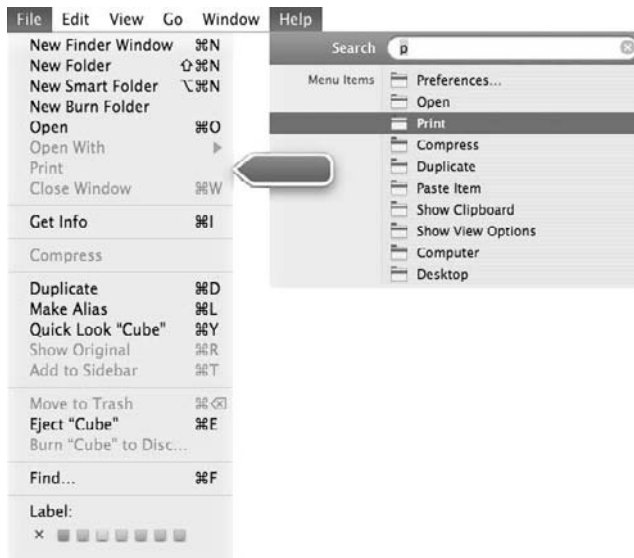 File Edit View Go Window Help
New Finder Window ⌘N
New Folder ⇧⌘N
New Smart Folder ⌥⌘N
New Burn Folder
Open ⌘O
Open With ▶
Print
Close Window ⌘W
Get Info ⌘I
Compress
Duplicate ⌘D
Make Alias ⌘L
Quick Look “Cube” ⌘Y
Show Original ⌘R
Add to Sidebar ⌘T
Move to Trash ⌘⌫
Eject “Cube” ⌘E
Burn “Cube” to Disc...
Find... ⌘F
Label:
×
Search p
Menu Items Preferences...
Open
Print
Compress
Duplicate
Paste Item
Show Clipboard
Show View Options
Computer
Desktop